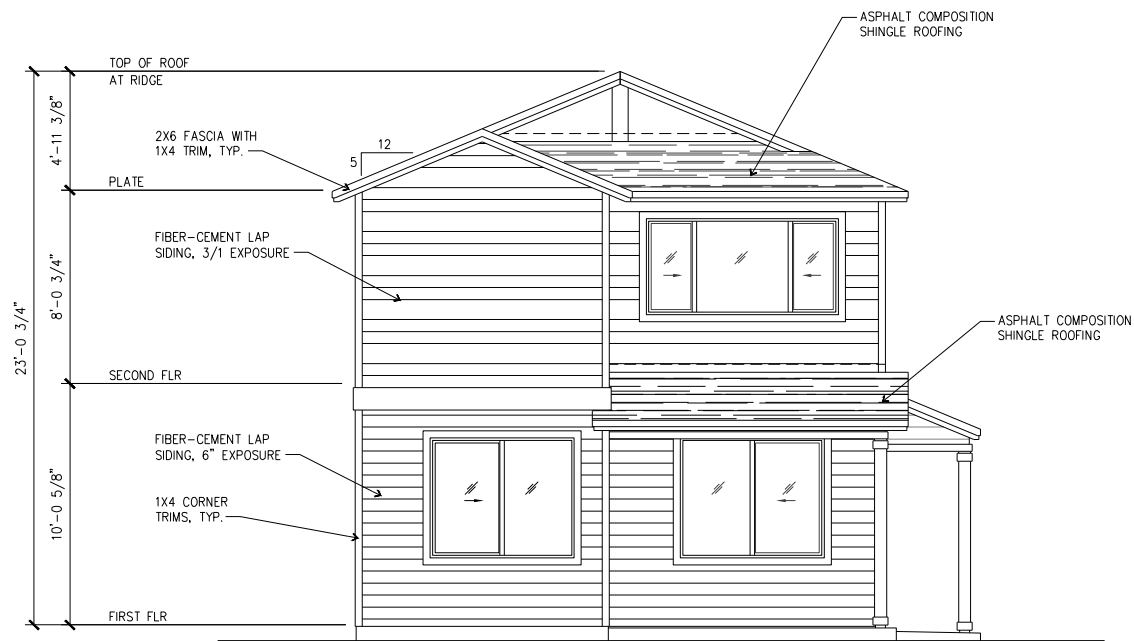 ASPHALT COMPOSITION
SHINGLE ROOFING
TOP OF ROOF
AT RIDGE
4'-11 3/8"
2X6 FASCIA WITH
1X4 TRIM, TYP.
12
5
PLATE
FIBER-CEMENT LAP
SIDING, 3/1 EXPOSURE
8'-0 3/4"
23'-0 3/4"
ASPHALT COMPOSITION
SHINGLE ROOFING
SECOND FLR
FIBER-CEMENT LAP
SIDING, 6" EXPOSURE
10'-0 5/8"
1X4 CORNER
TRIMS, TYP.
FIRST FLR